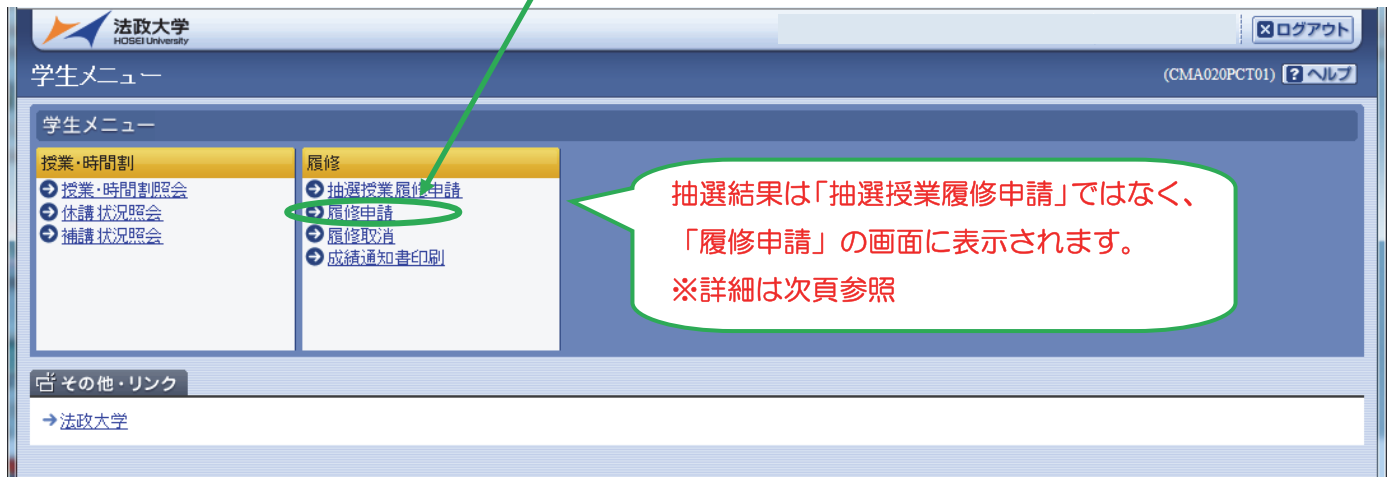 法政大学
HOSEI University
ログアウト
学生メニュー
(CMA020PCT01) ? ヘルプ
学生メニュー
授業・時間割
授業・時間割照会
休講状況照会
補講状況照会
履修
抽選授業履修申請
履修申請
履修取消
成績通知書印刷
抽選結果は「抽選授業履修申請」ではなく、
「履修申請」の画面に表示されます。
※詳細は次頁参照
その他・リンク
法政大学